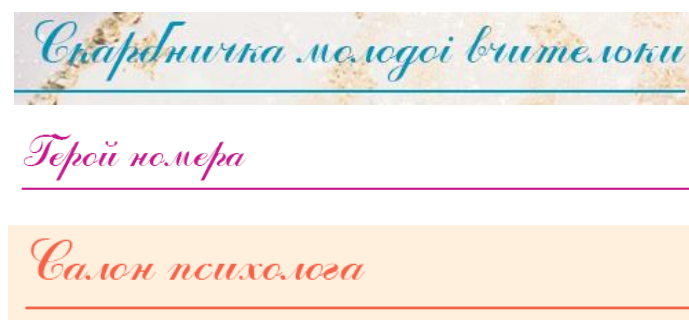 Скарбничка молодої вчительки
Герой номера
Салон психолога